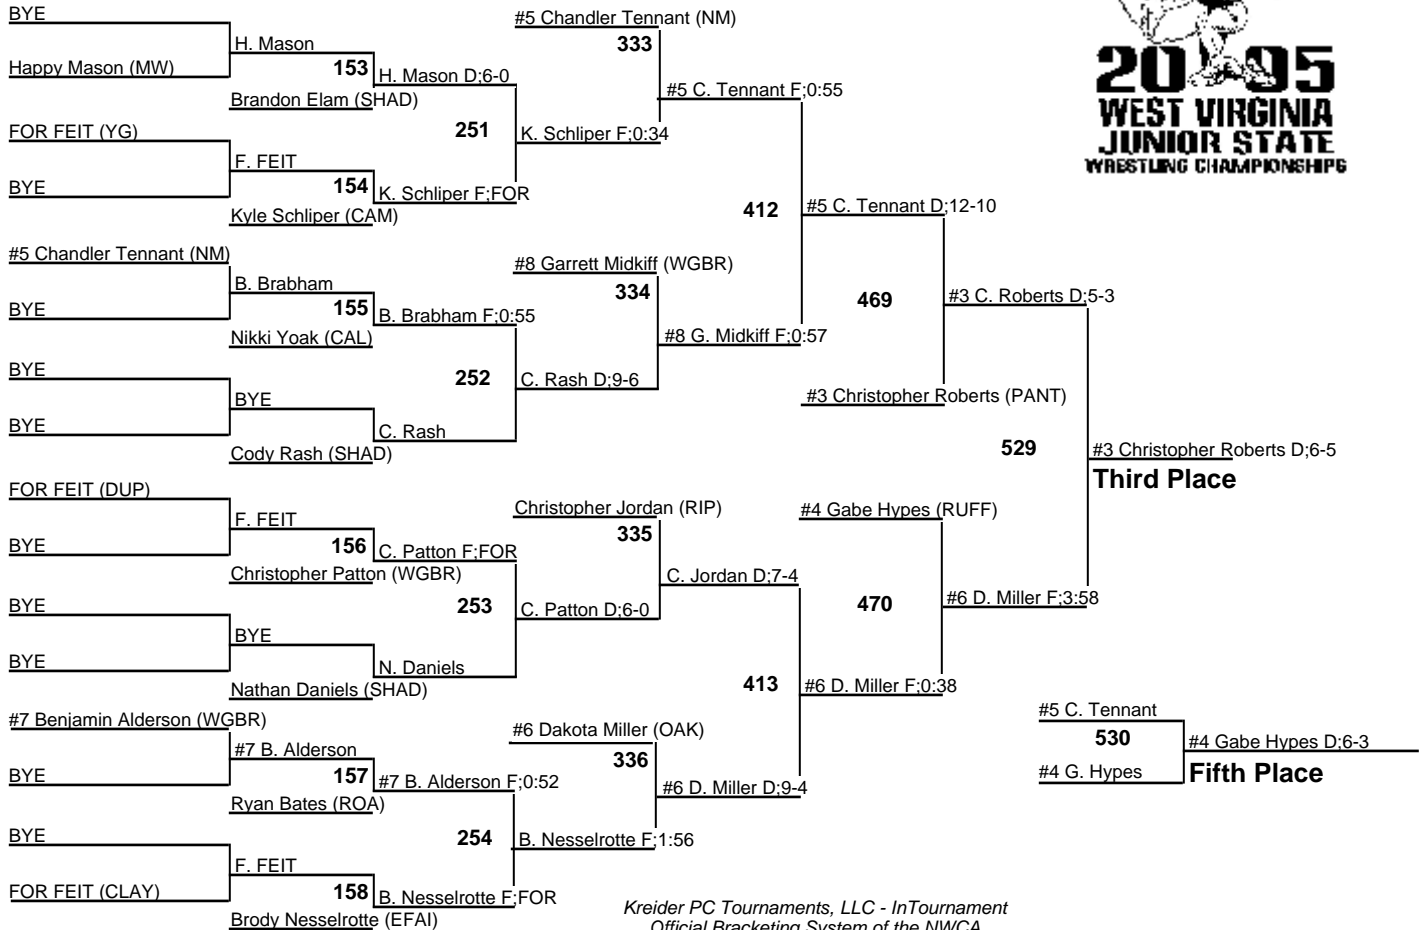 BYE
Happy Mason (MW)
H. Mason
153
Brandon Elam (SHAD)
H. Mason D;6-0
FOR FEIT (YG)
BYE
F. FEIT
154
Kyle Schliper (CAM)
K. Schliper F;FOR
251
K. Schliper F;0:34
#5 Chandler Tennant (NM)
333
#5 C. Tennant F;0:55
#5 Chandler Tennant (NM)
BYE
B. Brabham
155
Nikki Yoak (CAL)
B. Brabham F;0:55
BYE
BYE
BYE
Cody Rash (SHAD)
C. Rash
252
C. Rash D;9-6
#8 Garrett Midkiff (WGBR)
334
#8 G. Midkiff F;0:57
412
#5 C. Tennant D;12-10
469
#3 Christopher Roberts (PANT)
#3 C. Roberts D;5-3
FOR FEIT (DUP)
BYE
F. FEIT
156
Christopher Patton (WGBR)
C. Patton F;FOR
BYE
BYE
BYE
Nathan Daniels (SHAD)
N. Daniels
253
C. Patton D;6-0
Christopher Jordan (RIP)
335
C. Jordan D;7-4
#7 Benjamin Alderson (WGBR)
BYE
#7 B. Alderson
157
Ryan Bates (ROA)
#7 B. Alderson F;0:52
BYE
FOR FEIT (CLAY)
F. FEIT
158
Brody Nesselrotte (EFAI)
B. Nesselrotte F;FOR
254
B. Nesselrotte F;1:56
#6 Dakota Miller (OAK)
336
#6 D. Miller D;9-4
413
#6 D. Miller F;0:38
#4 Gabe Hypes (RUFF)
470
#6 D. Miller F;3:58
529
#3 Christopher Roberts D;6-5
Third Place
#5 C. Tennant
530
#4 G. Hypes
#4 Gabe Hypes D;6-3
Fifth Place
20 05
WEST VIRGINIA
JUNIOR STATE
WRESTLING CHAMPIONSHIPS
Kreider PC Tournaments, LLC - InTournament
Official Bracketing System of the NWCA